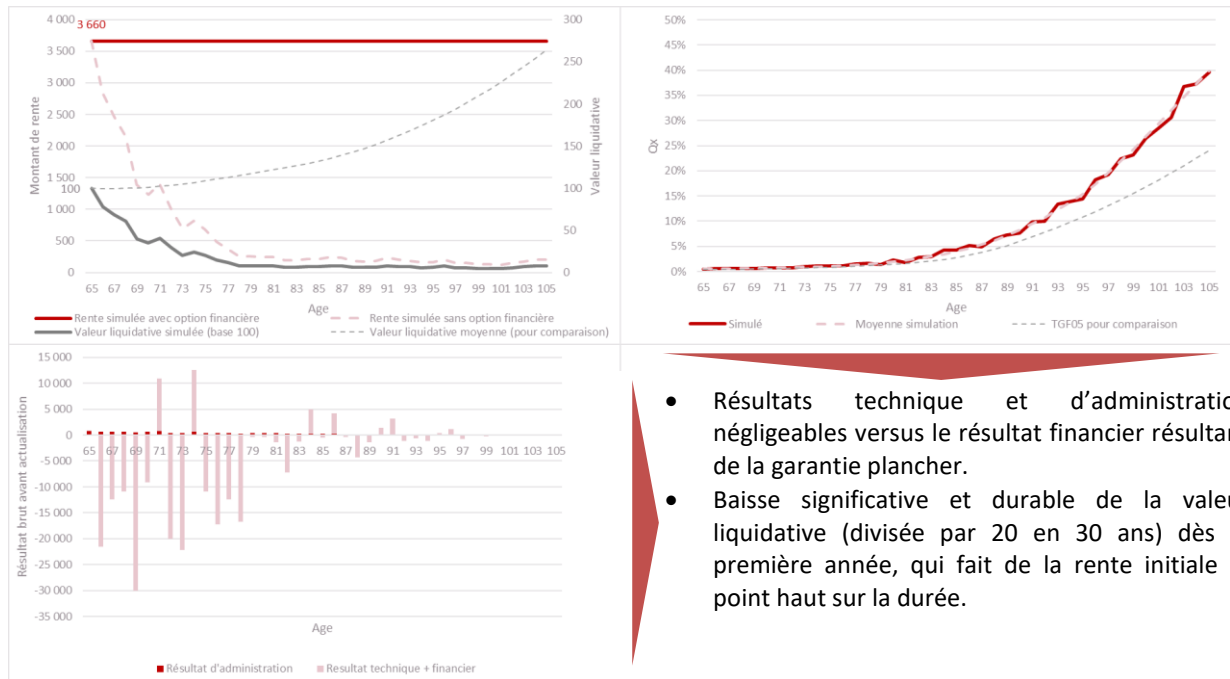 3 660
4 000
3 500
3 000
2 500
2 000
1 500
100
1 000
500
0
Montant de rente
300
250
200
150
100
50
0
Valeur liquidative
65 67 69 71 73 75 77 79 81 83 85 87 89 91 93 95 97 99 101 103 105
Age
Rente simulée avec option financière
Rente simulée sans option financière
Valeur liquidative simulée (base 100)
Valeur liquidative moyenne (pour comparaison)
50%
45%
40%
35%
30%
25%
20%
15%
10%
5%
0%
Qx
65 67 69 71 73 75 77 79 81 83 85 87 89 91 93 95 97 99 101 103 105
Age
Simulé
Moyenne simulation
TGF05 pour comparaison
15 000
10 000
5 000
0
-5 000
-10 000
-15 000
-20 000
-25 000
-30 000
-35 000
Résultat brut avant actualisation
65 67 69 71 73 75 77 79 81 83 85 87 89 91 93 95 97 99 101 103 105
Age
Résultat d'administration
Resultat technique + financier
• Résultats technique et d’administratio
négligeables versus le résultat financier résultan
de la garantie plancher.
• Baisse significative et durable de la valeu
liquidative (divisée par 20 en 30 ans) dès
première année, qui fait de la rente initiale
point haut sur la durée.